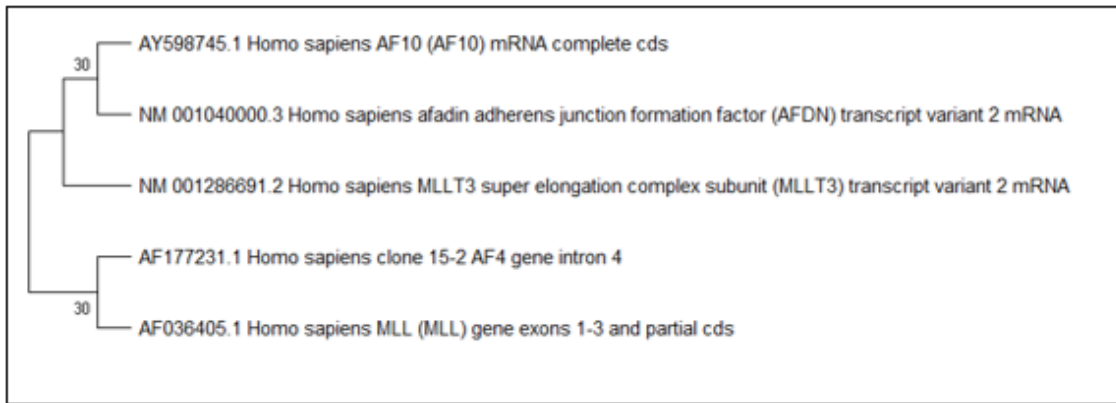 AY598745.1 Homo sapiens AF10 (AF10) mRNA complete cds
30
NM 001040000.3 Homo sapiens afadin adherens junction formation factor (AFDN) transcript variant 2 mRNA
NM 001286691.2 Homo sapiens MLLT3 super elongation complex subunit (MLLT3) transcript variant 2 mRNA
AF177231.1 Homo sapiens clone 15-2 AF4 gene intron 4
30
AF036405.1 Homo sapiens MLL (MLL) gene exons 1-3 and partial cds